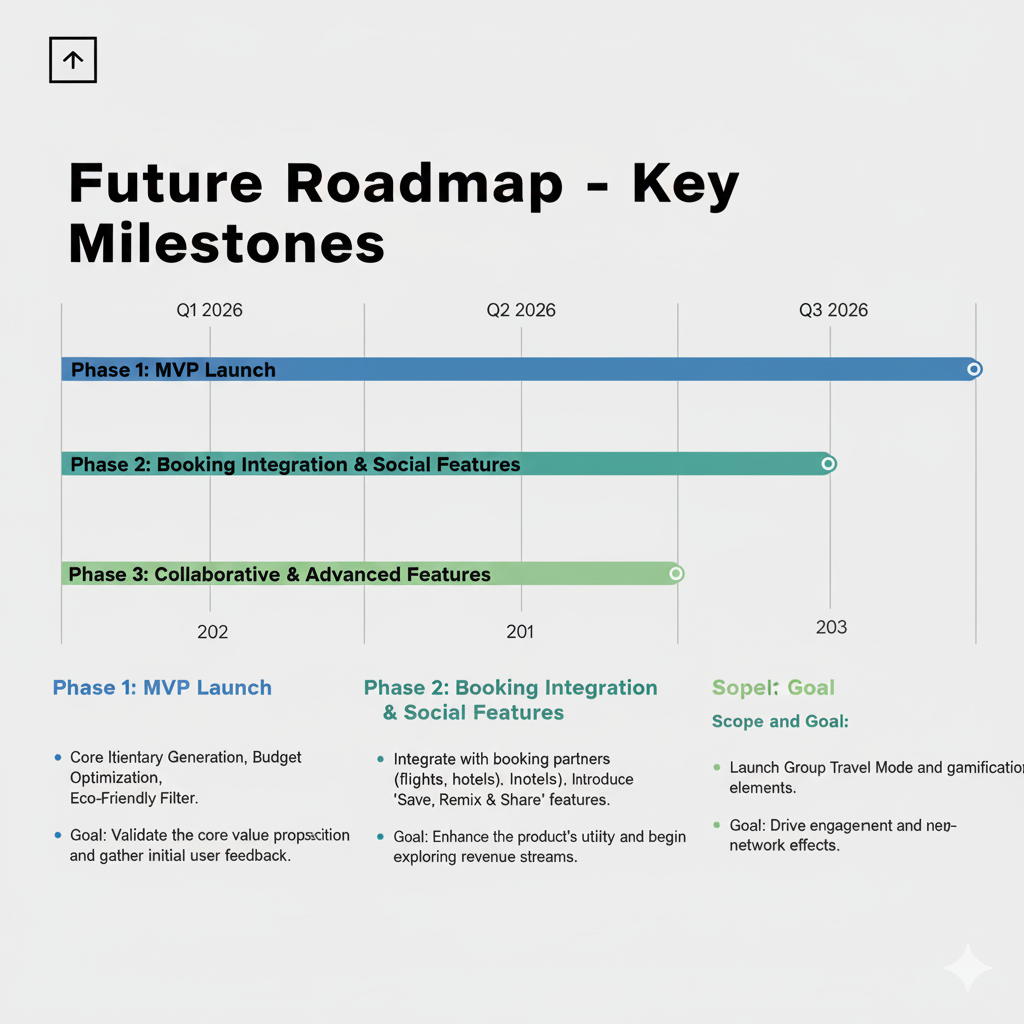 Future Roadmap - Key
Milestones
Q1 2026
Q2 2026
Q3 2026
Phase 1: MVP Launch
Phase 2: Booking Integration & Social Features
Phase 3: Collaborative & Advanced Features
202
201
203
Phase 1: MVP Launch
Core Itientary Generation, Budget
Optimization,
Eco-Friendly Filter.
Goal: Validate the core value and gather initial user feedback.
Phase 2: Booking Integration
& Social Features
Integrate with booking partners
(flights, hotels). Inotels), Introduce
'Save, Remix & Share' features.
Goal: Enhance the product's utiity and begin
exploring revenue streams.
Sopel: Goal
Scope and Goal:
Launch Group Travel Mode and gamification
elements.
Goal: Drive engagement and
network effects.